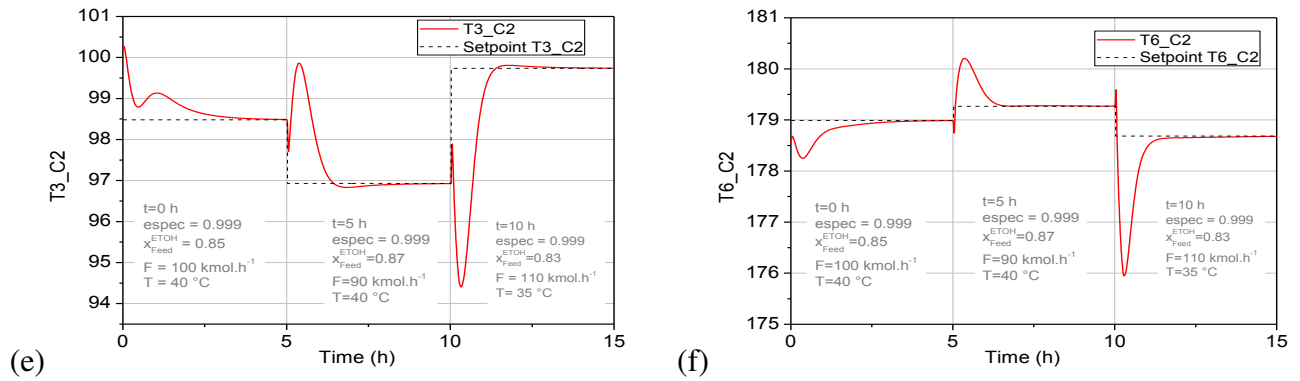 T3_C2
Setpoint T3_C2
101
100
99
98
97
96
95
94
T3_C2
t=0 h
espec = 0.999
x_Feed^ETOH = 0.85
F = 100 kmol.h⁻¹
T = 40 °C
t=5 h
espec = 0.999
x_Feed^ETOH=0.87
F=90 kmol.h⁻¹
T=40 °C
t=10 h
espec = 0.999
x_Feed^ETOH=0.83
F = 110 kmol.h⁻¹
T= 35 °C
0 5 10 15
Time (h)
(e)
T6_C2
Setpoint T6_C2
181
180
179
178
177
176
175
T6_C2
t=0 h
espec = 0.999
x_Feed^ETOH=0.85
F=100 kmol.h⁻¹
T=40 °C
t=5 h
espec = 0.999
x_Feed^ETOH=0.87
F=90 kmol.h⁻¹
T=40 °C
t=10 h
espec = 0.999
x_Feed^ETOH=0.83
F=110 kmol.h⁻¹
T=35 °C
0 5 10 15
Time (h)
(f)